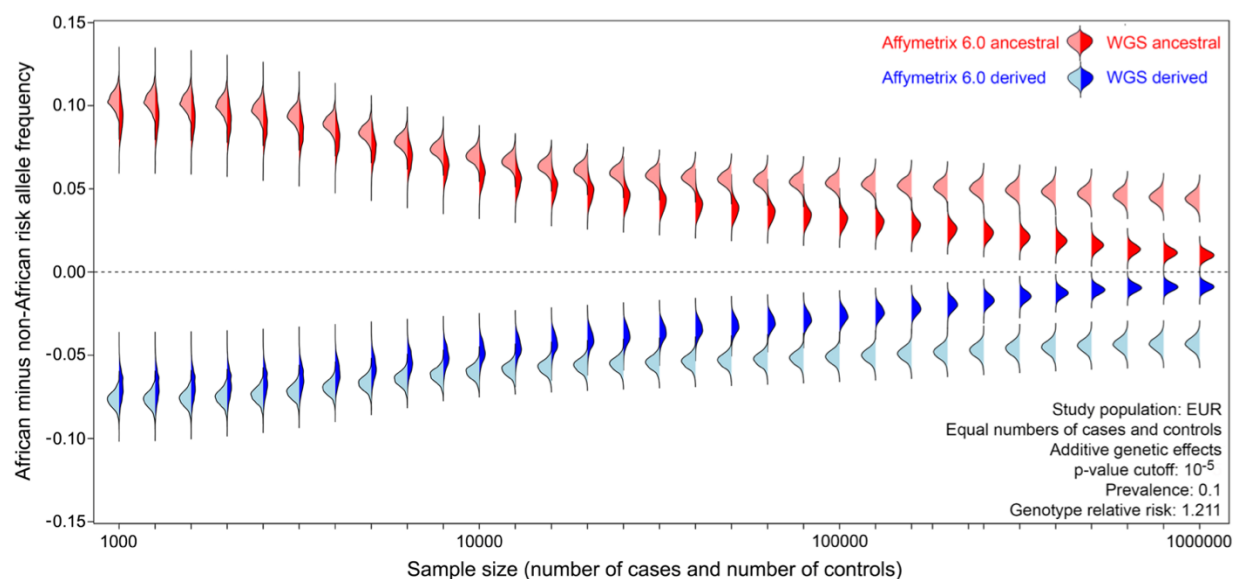 0.15
0.10
0.05
0.00
-0.05
-0.10
-0.15
African minus non-African risk allele frequency
Affymetrix 6.0 ancestral WGS ancestral
Affymetrix 6.0 derived WGS derived
Study population: EUR
Equal numbers of cases and controls
Additive genetic effects
p-value cutoff: 10-5
Prevalence: 0.1
Genotype relative risk: 1.211
1000 10000 100000 1000000
Sample size (number of cases and number of controls)